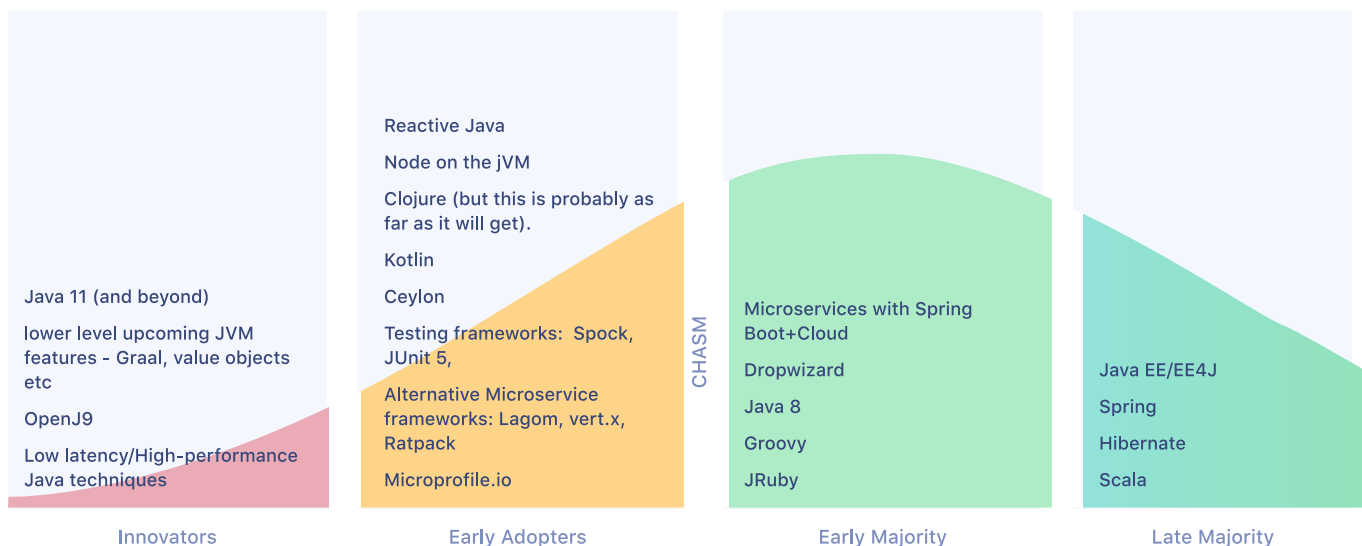 Java 11 (and beyond)
lower level upcoming JVM
features - Graal, value objects
etc
OpenJ9
Low latency/High-performance
Java techniques
Innovators
Reactive Java
Node on the jVM
Clojure (but this is probably as
far as it will get).
Kotlin
Ceylon
Testing frameworks:  Spock,
JUnit 5,
Alternative Microservice
frameworks: Lagom, vert.x,
Ratpack
Microprofile.io
Early Adopters
CHASM
Microservices with Spring
Boot+Cloud
Dropwizard
Java 8
Groovy
JRuby
Early Majority
Java EE/EE4J
Spring
Hibernate
Scala
Late Majority